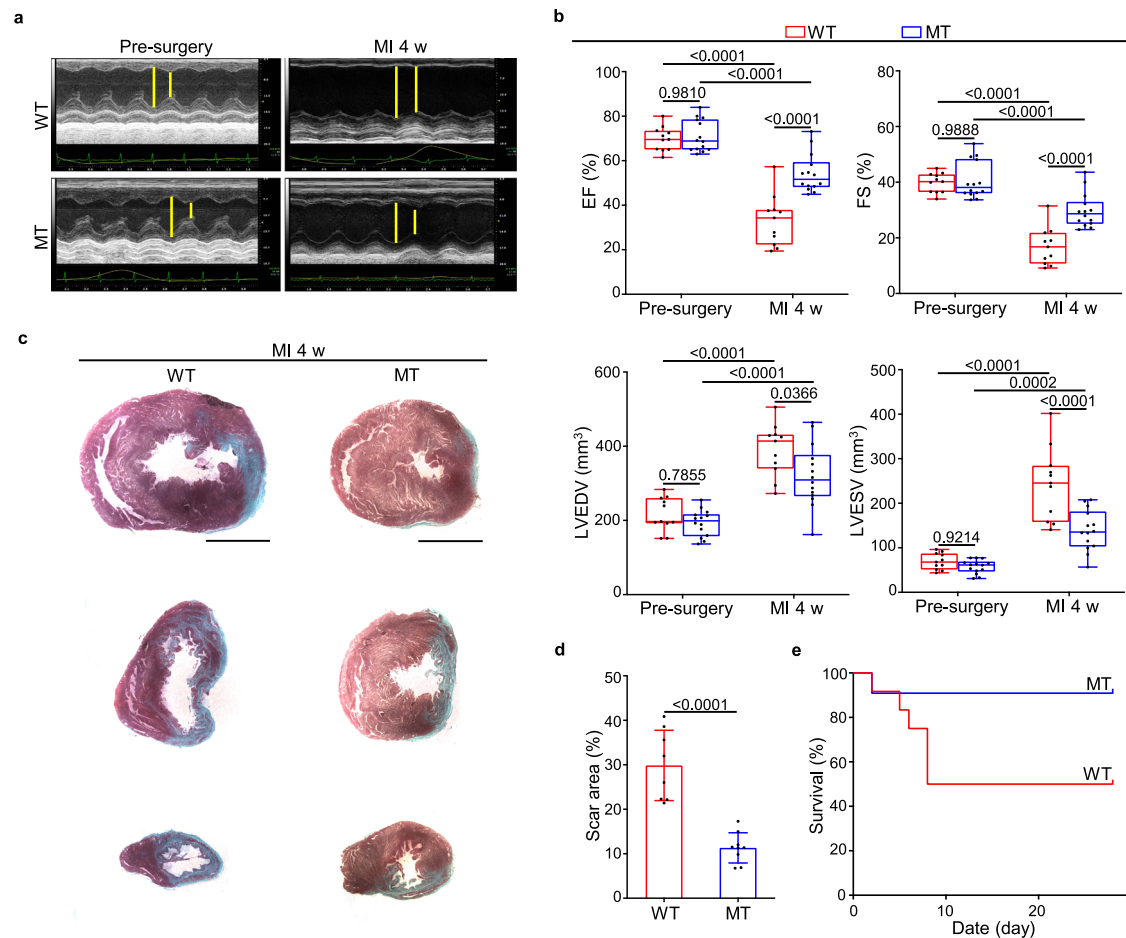 a
Pre-surgery MI 4 w
WT
MT
b
WT MT
<0.0001
<0.0001
0.9810
<0.0001
EF (%)
100
80
60
40
20
0
Pre-surgery MI 4 w
<0.0001
<0.0001
0.9888
<0.0001
FS (%)
80
60
40
20
0
Pre-surgery MI 4 w
<0.0001
<0.0001
0.0366
0.7855
LVEDV (mm³)
600
400
200
0
Pre-surgery MI 4 w
<0.0001
0.0002
<0.0001
0.9214
LVESV (mm³)
500
400
300
200
100
0
Pre-surgery MI 4 w
c
MI 4 w
WT MT
d
<0.0001
Scar area (%)
50
40
30
20
10
0
WT MT
e
Survival (%)
100
80
60
40
20
0
MT
WT
0 10 20
Date (day)